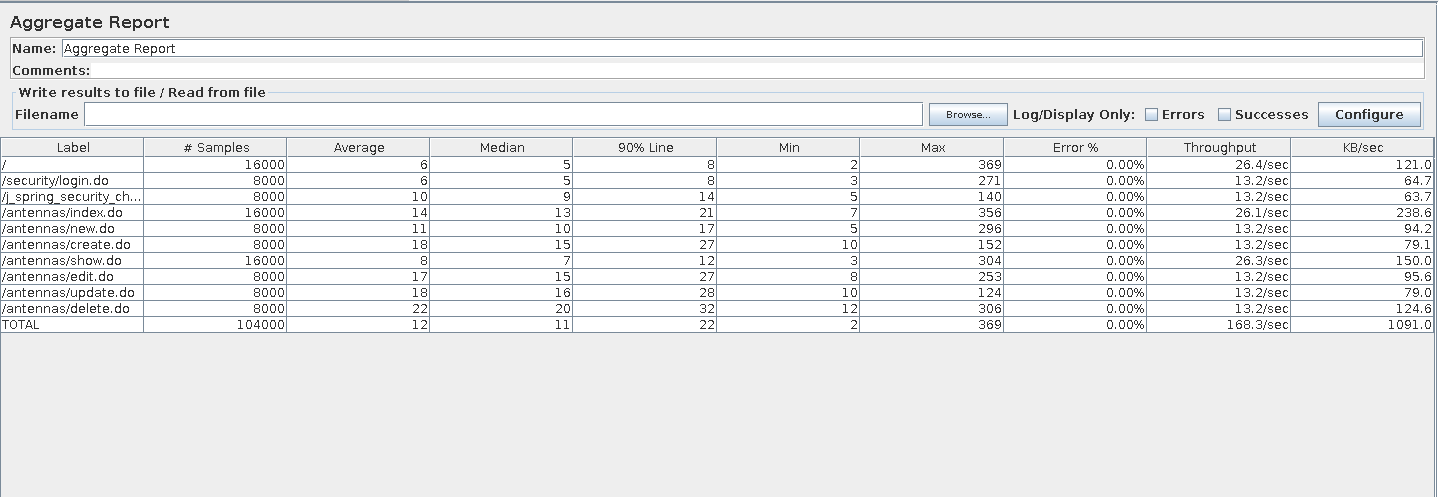 Aggregate Report
Name: Aggregate Report
Comments:
Write results to file / Read from file
Filename Browse... Log/Display Only: Errors Successes Configure
Label # Samples Average Median 90% Line Min Max Error % Throughput KB/sec
/ 16000 6 5 8 2 369 0.00% 26.4/sec 121.0
/security/login.do 8000 6 5 8 3 271 0.00% 13.2/sec 64.7
/j_spring_security_ch... 8000 10 9 14 5 140 0.00% 13.2/sec 63.7
/antennas/index.do 16000 14 13 21 7 356 0.00% 26.1/sec 238.6
/antennas/new.do 8000 11 10 17 5 296 0.00% 13.2/sec 94.2
/antennas/create.do 8000 18 15 27 10 152 0.00% 13.2/sec 79.1
/antennas/show.do 16000 8 7 12 3 304 0.00% 26.3/sec 150.0
/antennas/edit.do 8000 17 15 27 8 253 0.00% 13.2/sec 95.6
/antennas/update.do 8000 18 16 28 10 124 0.00% 13.2/sec 79.0
/antennas/delete.do 8000 22 20 32 12 306 0.00% 13.2/sec 124.6
TOTAL 104000 12 11 22 2 369 0.00% 168.3/sec 1091.0